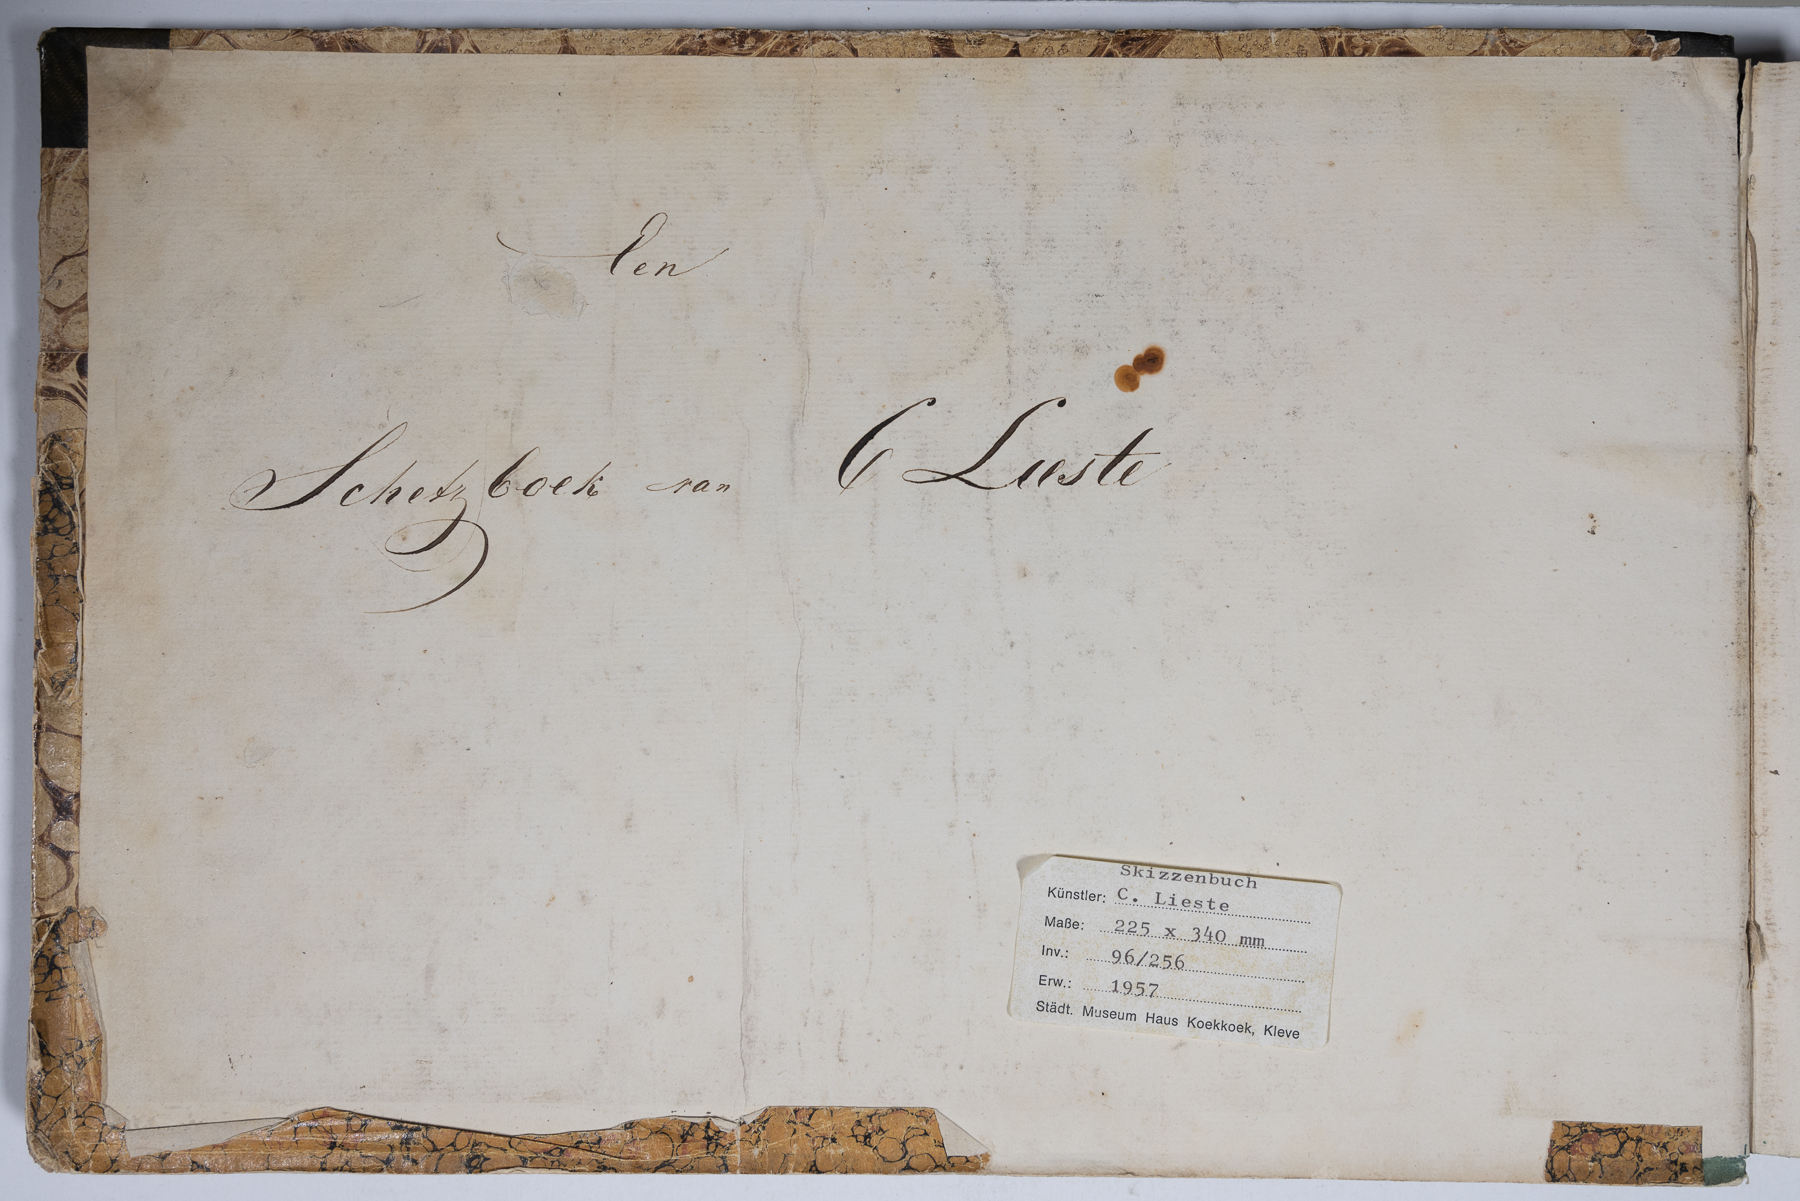 Een
Schetzboek van C Lieste
Skizzenbuch
Künstler: C. Lieste
Maße: 225 x 340 mm
Inv.: 96/256
Erw.: 1957
Städt. Museum Haus Koekkoek, Kleve